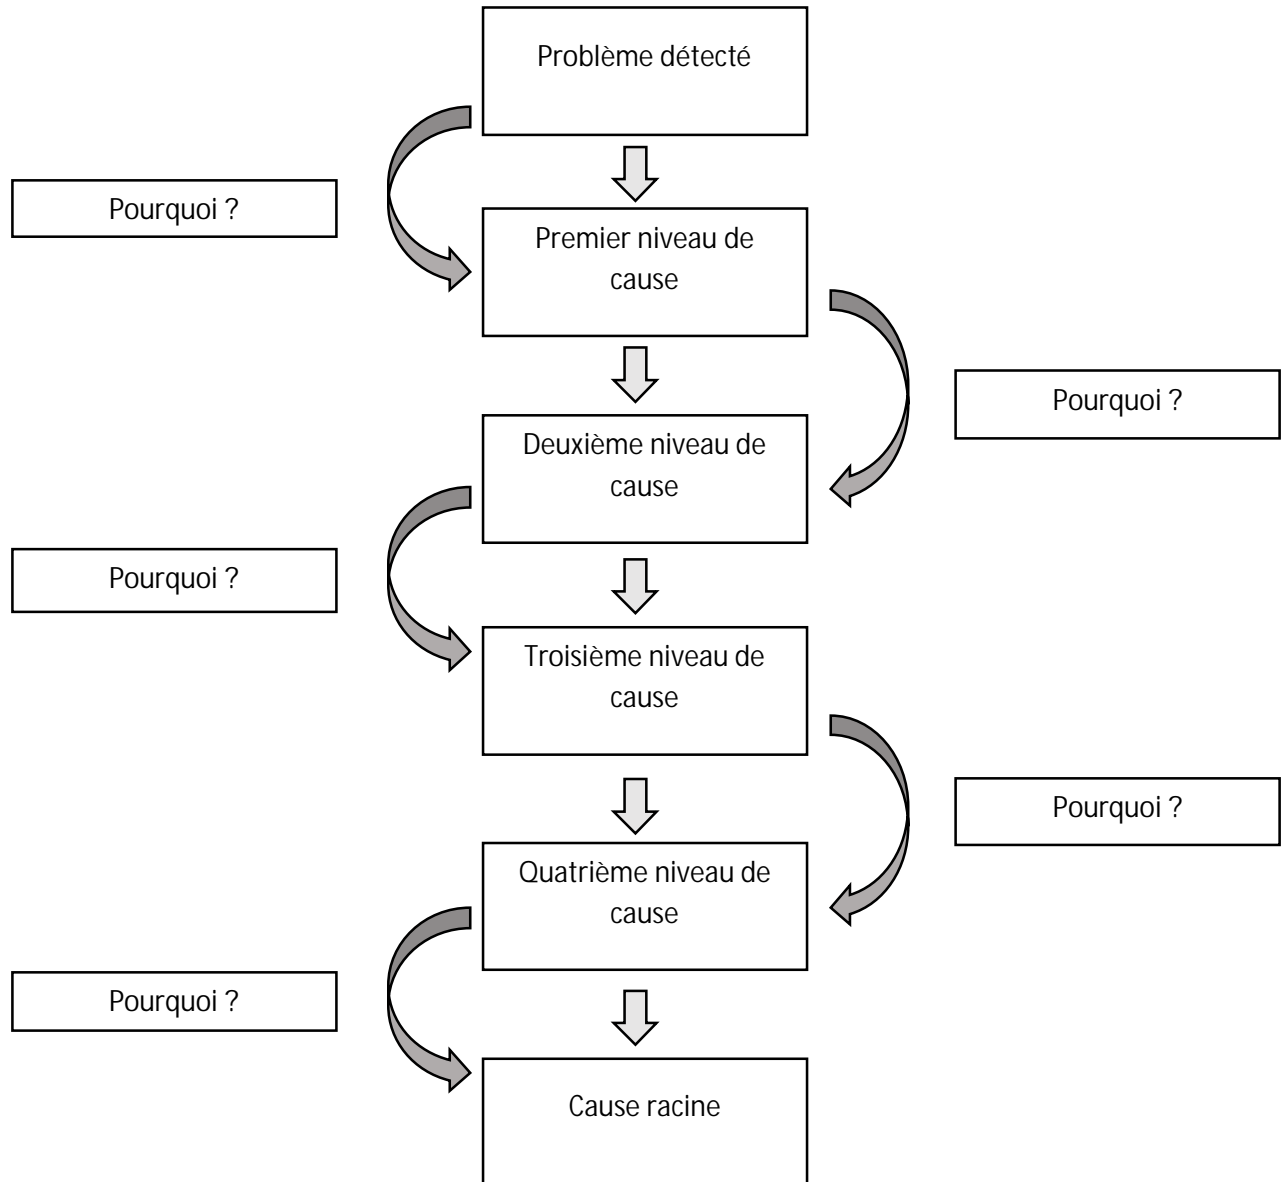 Problème détecté
Pourquoi ?
Premier niveau de
cause
Pourquoi ?
Deuxième niveau de
cause
Pourquoi ?
Troisième niveau de
cause
Pourquoi ?
Quatrième niveau de
cause
Pourquoi ?
Cause racine